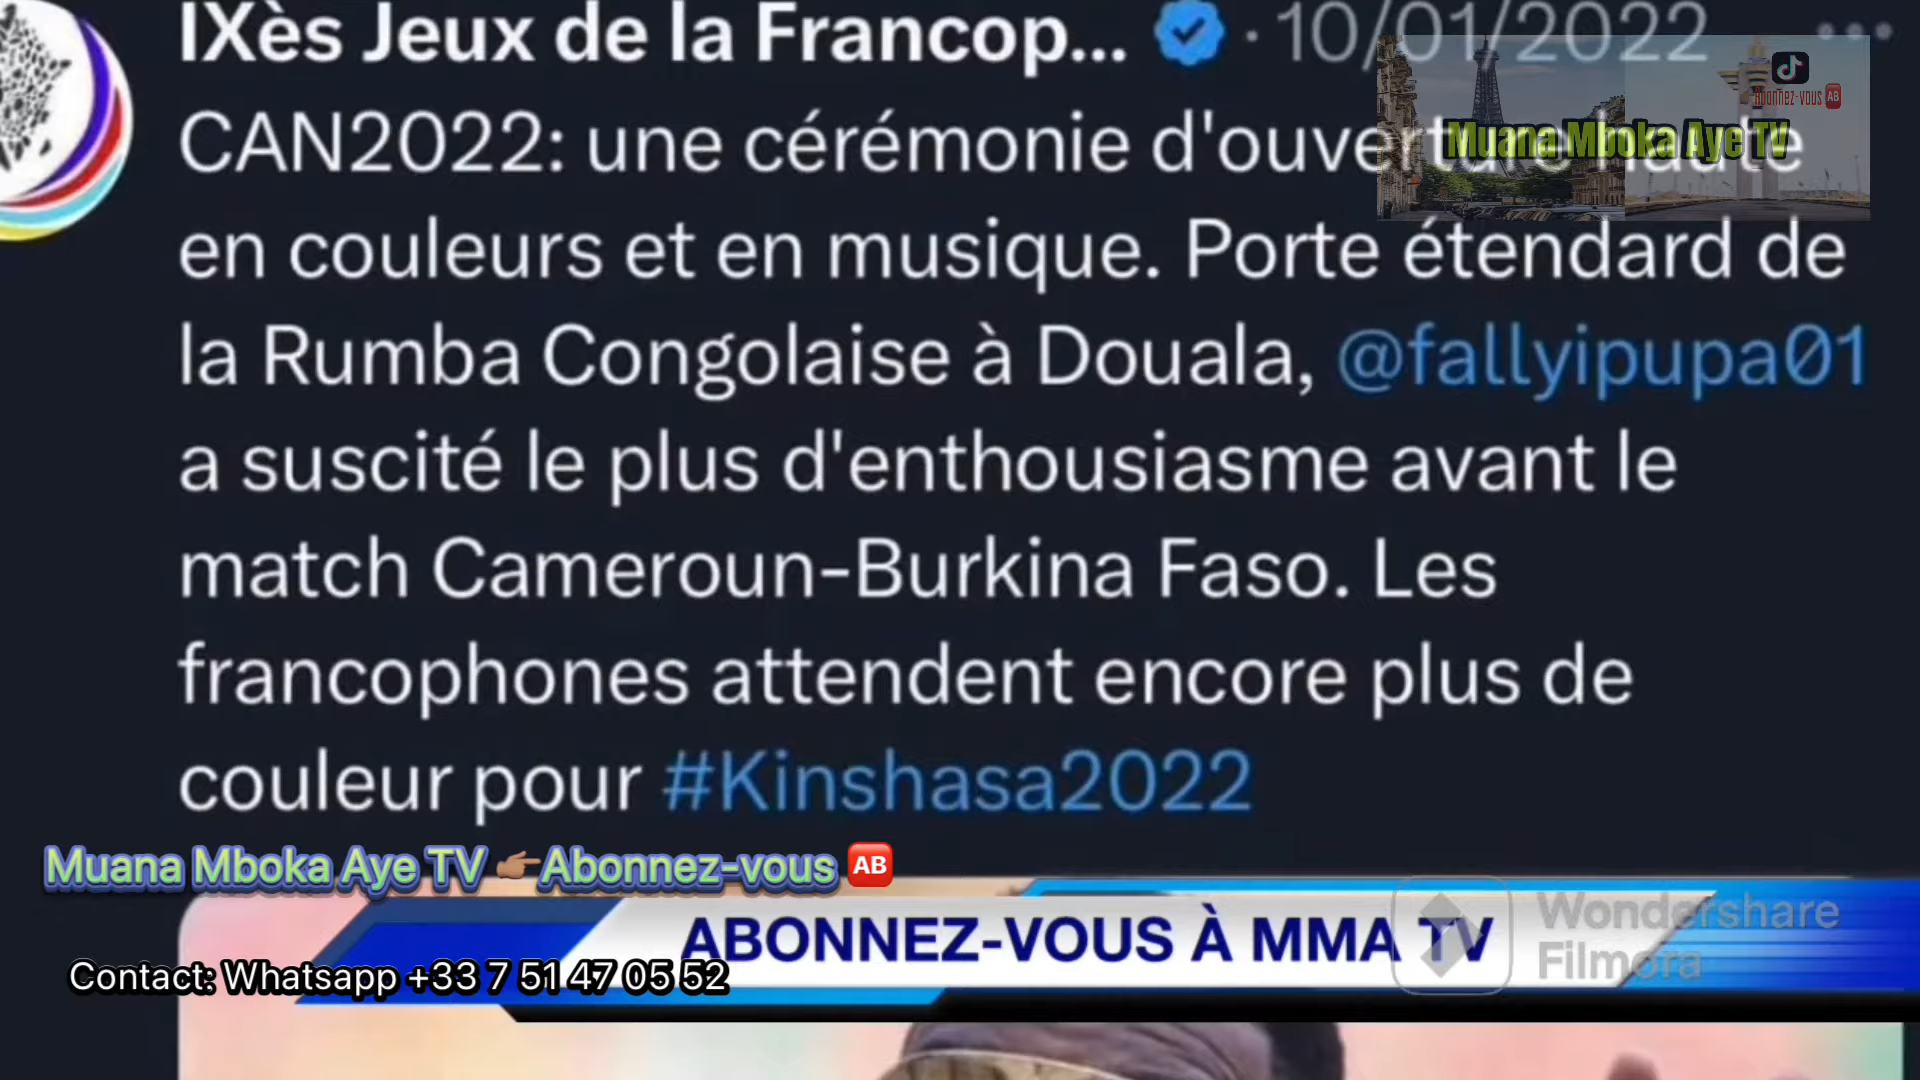 IXès Jeux de la Francop... · 10/01/2022
CAN2022: une cérémonie d'ouverture haute
en couleurs et en musique. Porte étendard de
la Rumba Congolaise à Douala, @fallyipupa01
a suscité le plus d'enthousiasme avant le
match Cameroun-Burkina Faso. Les
francophones attendent encore plus de
couleur pour #Kinshasa2022
Abonnez-vous AB
Muana Mboka Aye TV
Muana Mboka Aye TV 👉🏽 Abonnez-vous 🆎
ABONNEZ-VOUS À MMA TV
Wondershare
Filmora
Contact: Whatsapp +33 7 51 47 05 52